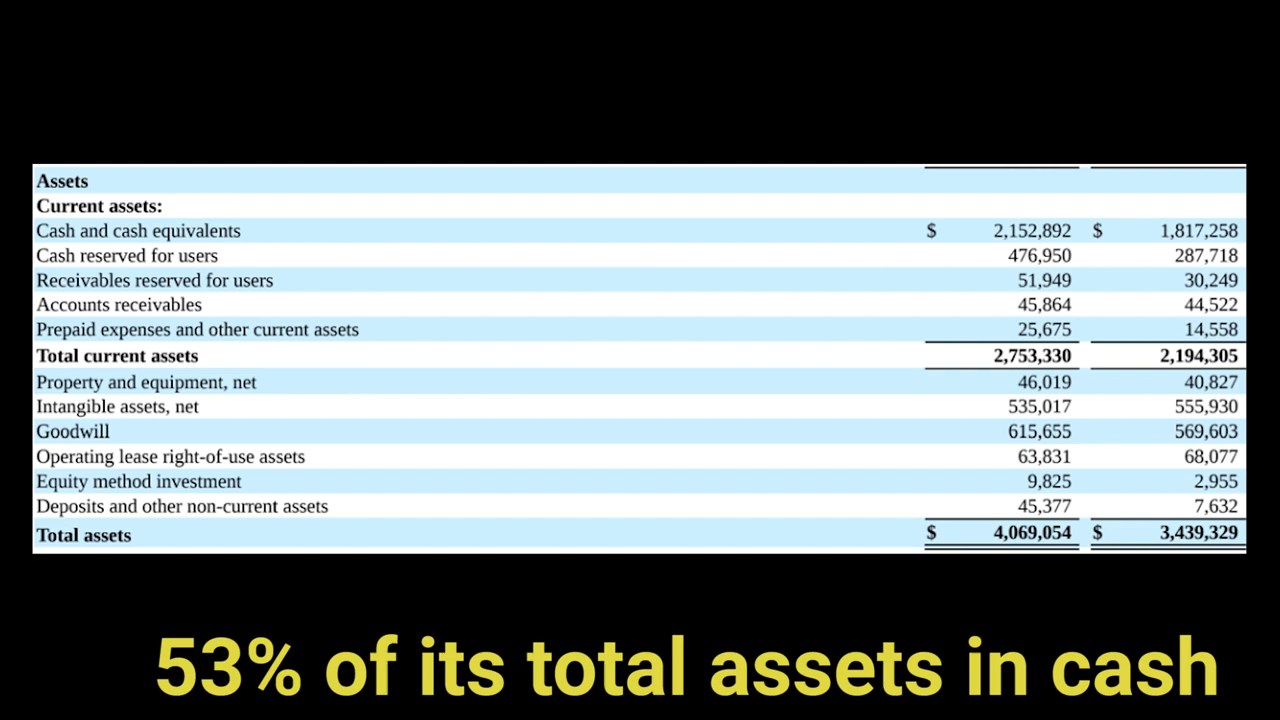 Assets
Current assets:
Cash and cash equivalents $ 2,152,892 $ 1,817,258
Cash reserved for users 476,950 287,718
Receivables reserved for users 51,949 30,249
Accounts receivables 45,864 44,522
Prepaid expenses and other current assets 25,675 14,558
Total current assets 2,753,330 2,194,305
Property and equipment, net 46,019 40,827
Intangible assets, net 535,017 555,930
Goodwill 615,655 569,603
Operating lease right-of-use assets 63,831 68,077
Equity method investment 9,825 2,955
Deposits and other non-current assets 45,377 7,632
Total assets $ 4,069,054 $ 3,439,329
53% of its total assets in cash